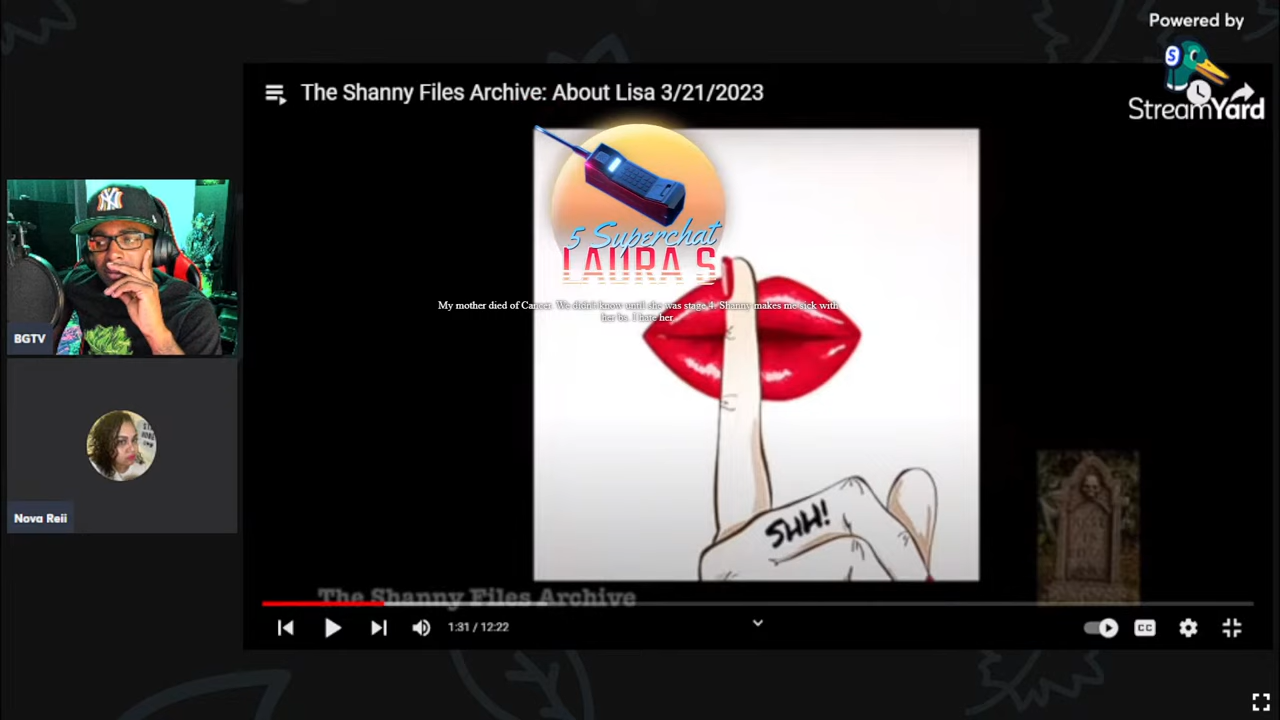 Powered by
StreamYard
The Shanny Files Archive: About Lisa 3/21/2023
5 Superchat
LAURA S
My mother died of Cancer. We didn't know until she was stage 4. Shanny makes me sick with
her bs. I hate her
SHH!
BGTV
Nova Reii
The Shanny Files Archive
1:31 / 12:22
CC